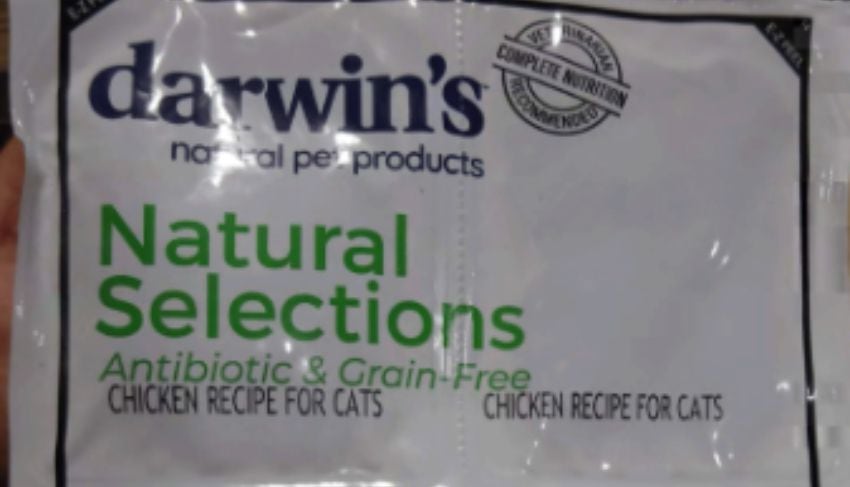 E-Z PEEL
darwin's
natural pet products
VETERINARIAN
COMPLETE NUTRITION
RECOMMENDED
Natural
Selections
Antibiotic & Grain-Free
CHICKEN RECIPE FOR CATS CHICKEN RECIPE FOR CATS